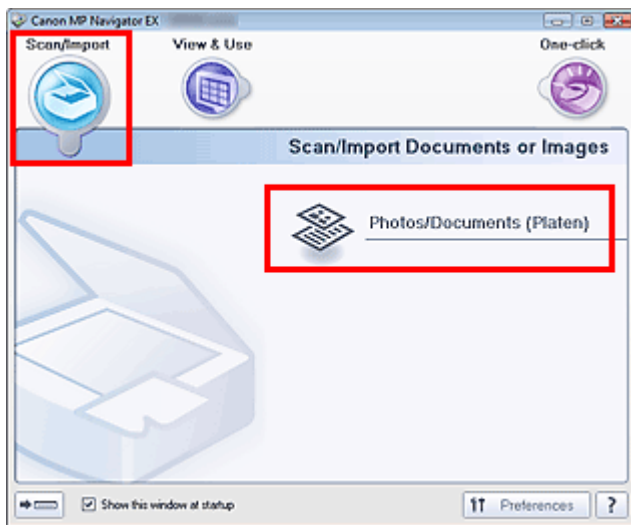 Canon MP Navigator EX
Scan/Import
View & Use
One-click
Scan/Import Documents or Images
Photos/Documents (Platen)
Show this window at startup
Preferences
?